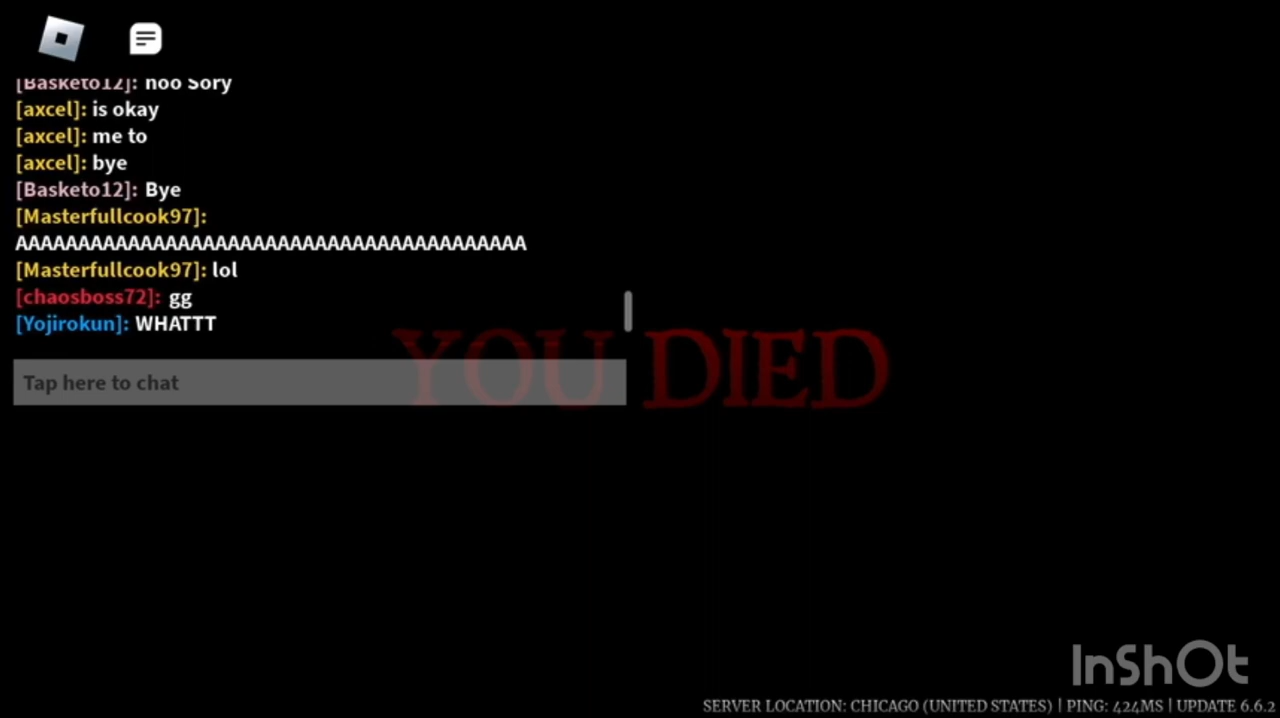 [Basketo12]: noo Sory
[axcel]: is okay
[axcel]: me to
[axcel]: bye
[Basketo12]: Bye
[Masterfullcook97]:
AAAAAAAAAAAAAAAAAAAAAAAAAAAAAAAAAAAAAAAAA
[Masterfullcook97]: lol
[chaosboss72]: gg
[Yojirokun]: WHATTT
YOU DIED
Tap here to chat
InShOt
SERVER LOCATION: CHICAGO (UNITED STATES) | PING: 424MS | UPDATE 6.6.2